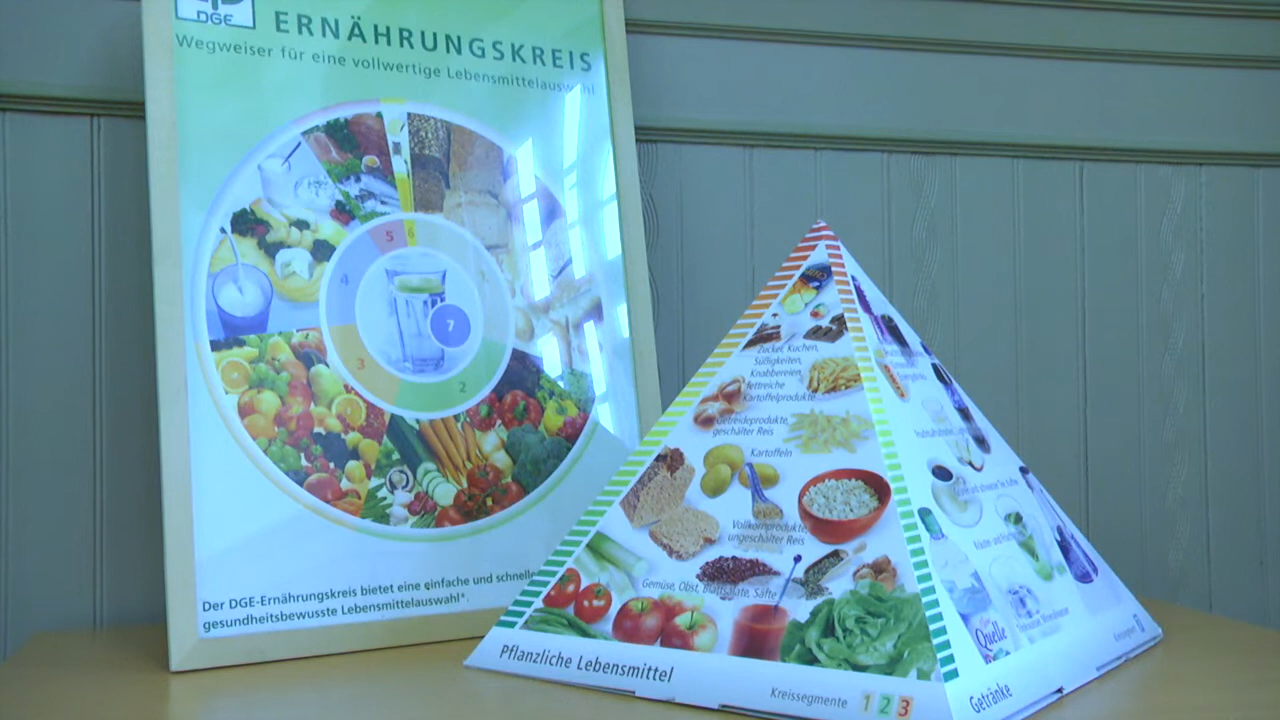 DGE
ERNÄHRUNGSKREIS
Wegweiser für eine vollwertige Lebensmittelauswahl
5 6
4
7
3
2
Der DGE-Ernährungskreis bietet eine einfache und schnelle
gesundheitsbewusste Lebensmittelauswahl*.
Zucker, Kuchen,
Süßigkeiten,
Knabbereien,
fettreiche
Kartoffelprodukte
Getreideprodukte,
geschälter Reis
Kartoffeln
Vollkornprodukte,
ungeschälter Reis
Gemüse, Obst, Blattsalate, Säfte
Pflanzliche Lebensmittel
Kreissegmente 1 2 3
Quelle
Getränke